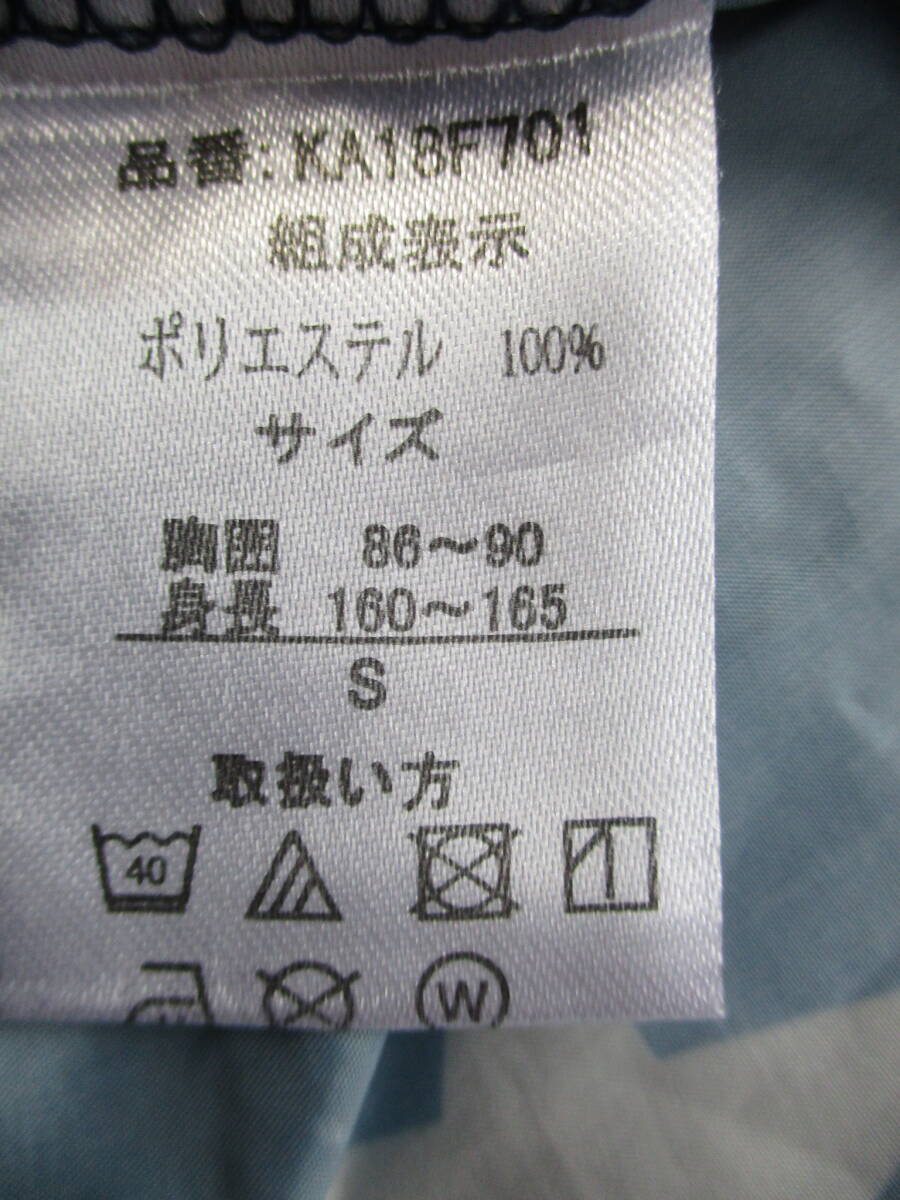 品番: KA18F701
組成表示
ポリエステル 100%
サイズ
胸囲 86〜90
身長 160〜165
S
取扱い方
40
W